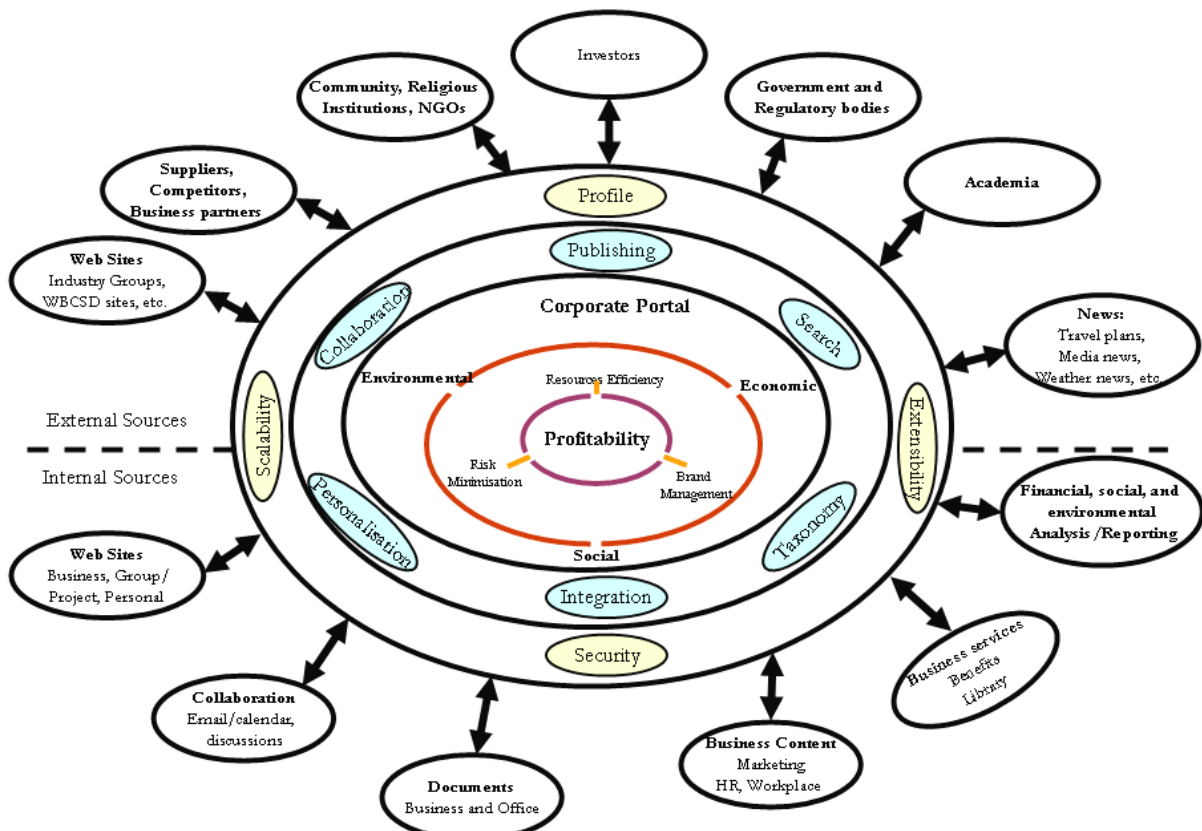 Investors
Community, Religious
Institutions, NGOs
Government and
Regulatory bodies
Suppliers,
Competitors,
Business partners
Academia
Profile
Publishing
Web Sites
Industry Groups,
WBCSD sites, etc.
Collaboration
Corporate Portal
Search
News:
Travel plans,
Media news,
Weather news, etc.
Environmental
Resources Efficiency
Economic
External Sources
Scalability
Profitability
Extensibility
Internal Sources
Risk
Minimisation
Brand
Management
Personalisation
Taxonomy
Financial, social, and
environmental
Analysis /Reporting
Social
Web Sites
Business, Group/
Project, Personal
Integration
Security
Business services
Benefits
Library
Collaboration
Email/calendar,
discussions
Business Content
Marketing
HR, Workplace
Documents
Business and Office